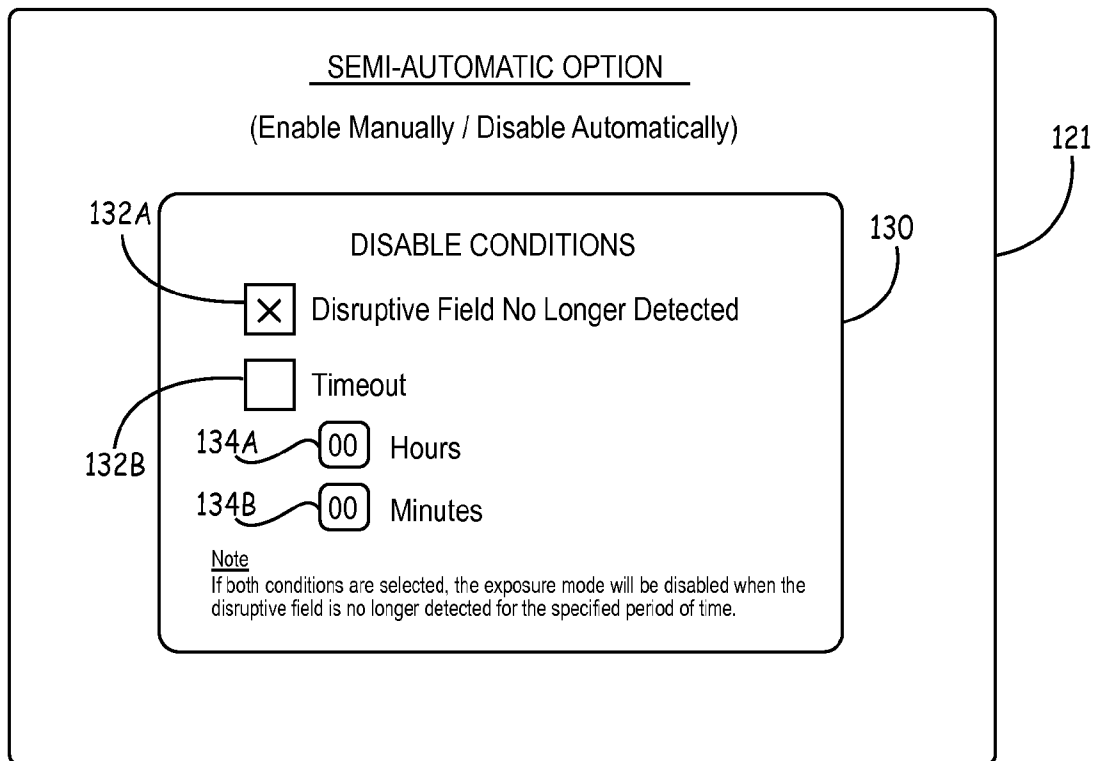 SEMI-AUTOMATIC OPTION
(Enable Manually / Disable Automatically)
121
132A
130
DISABLE CONDITIONS
X Disruptive Field No Longer Detected
Timeout
132B
134A 00 Hours
134B 00 Minutes
Note
If both conditions are selected, the exposure mode will be disabled when the
disruptive field is no longer detected for the specified period of time.